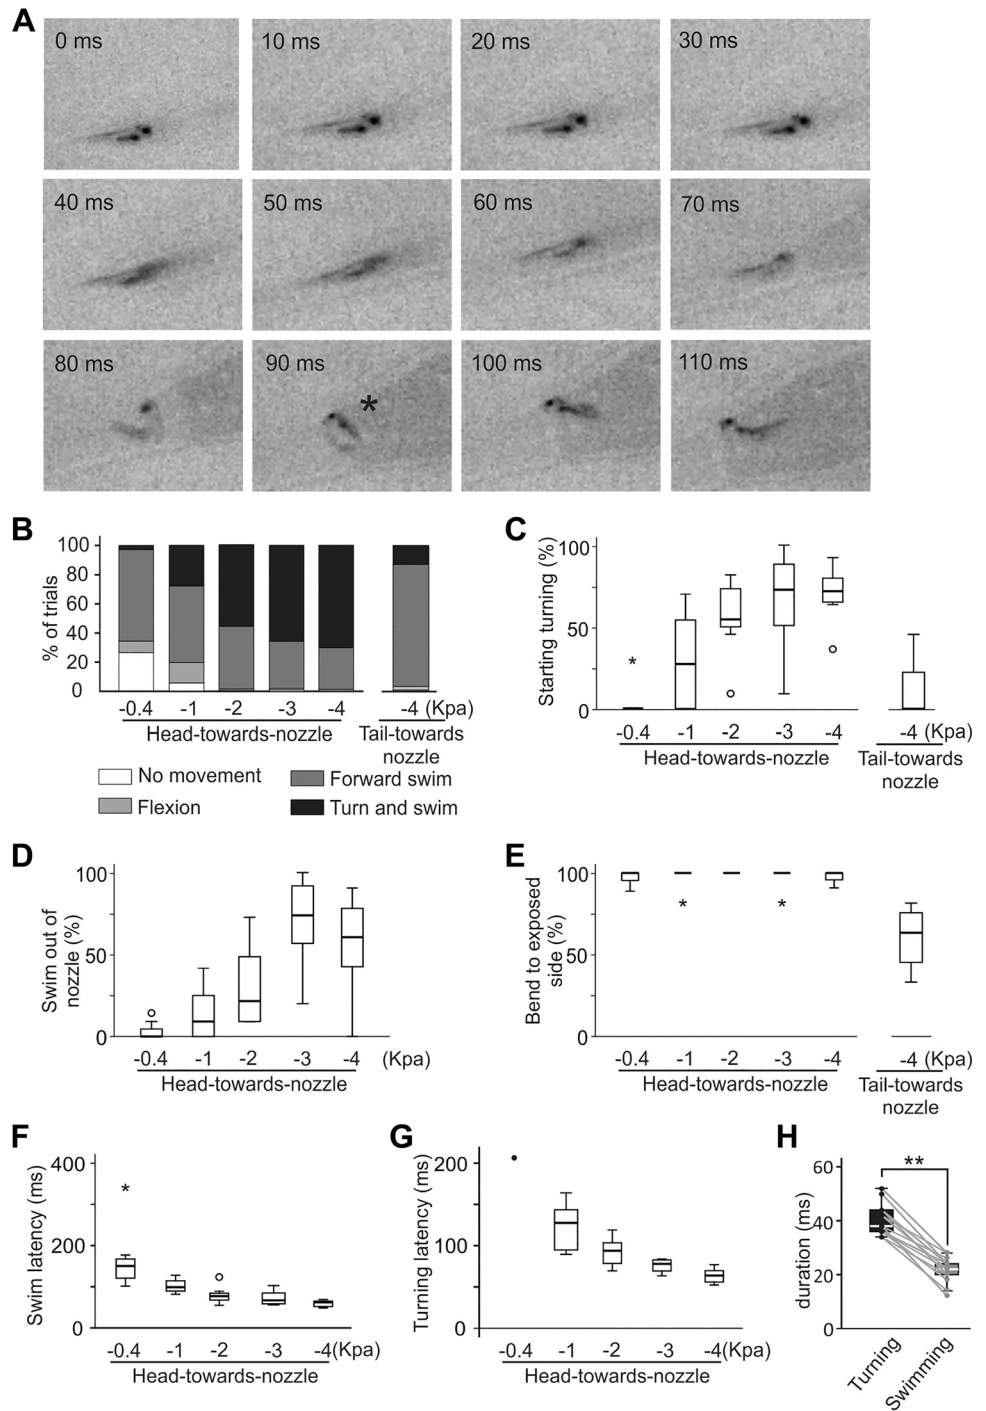 A
0 ms 10 ms 20 ms 30 ms
40 ms 50 ms 60 ms 70 ms
80 ms 90 ms 100 ms 110 ms
*
B
% of trials
100
80
60
40
20
0
-0.4 -1 -2 -3 -4 -4 (Kpa)
Head-towards-nozzle Tail-towards
nozzle
No movement Forward swim
Flexion Turn and swim
C
Starting turning (%)
100
50
0
*
-0.4 -1 -2 -3 -4 -4 (Kpa)
Head-towards-nozzle Tail-towards
nozzle
D
Swim out of
nozzle (%)
100
50
0
-0.4 -1 -2 -3 -4 (Kpa)
Head-towards-nozzle
E
Bend to exposed
side (%)
100
50
0
* *
-0.4 -1 -2 -3 -4 -4 (Kpa)
Head-towards-nozzle Tail-towards
nozzle
F
Swim latency (ms)
400
200
0
*
-0.4 -1 -2 -3 -4(Kpa)
Head-towards-nozzle
G
Turning latency (ms)
200
100
0
-0.4 -1 -2 -3 -4(Kpa)
Head-towards-nozzle
H
duration (ms)
60
40
20
0
**
Turning
Swimming